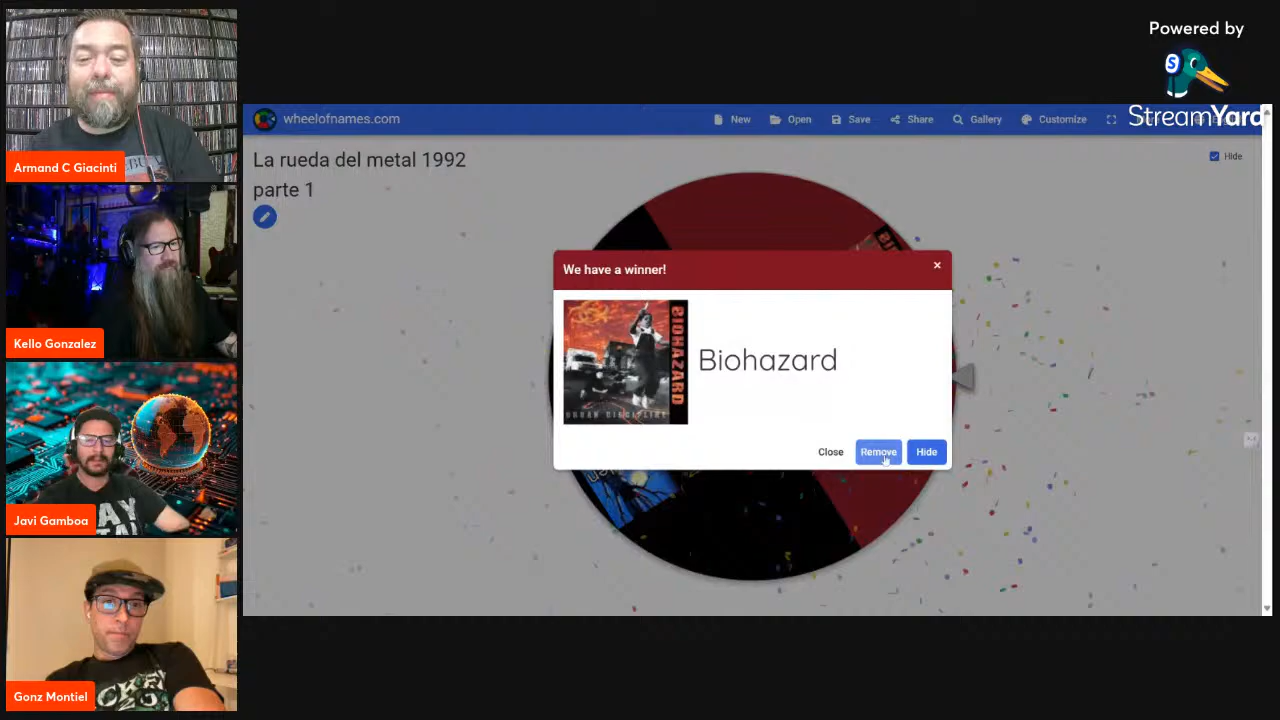 Powered by
StreamYard
Armand C Giacinti
Kello Gonzalez
Javi Gamboa
Gonz Montiel
wheelofnames.com
New
Open
Save
Share
Gallery
Customize
La rueda del metal 1992
parte 1
Hide
We have a winner!
×
BIOHAZARD
URBAN DISCIPLINE
Biohazard
Close
Remove
Hide